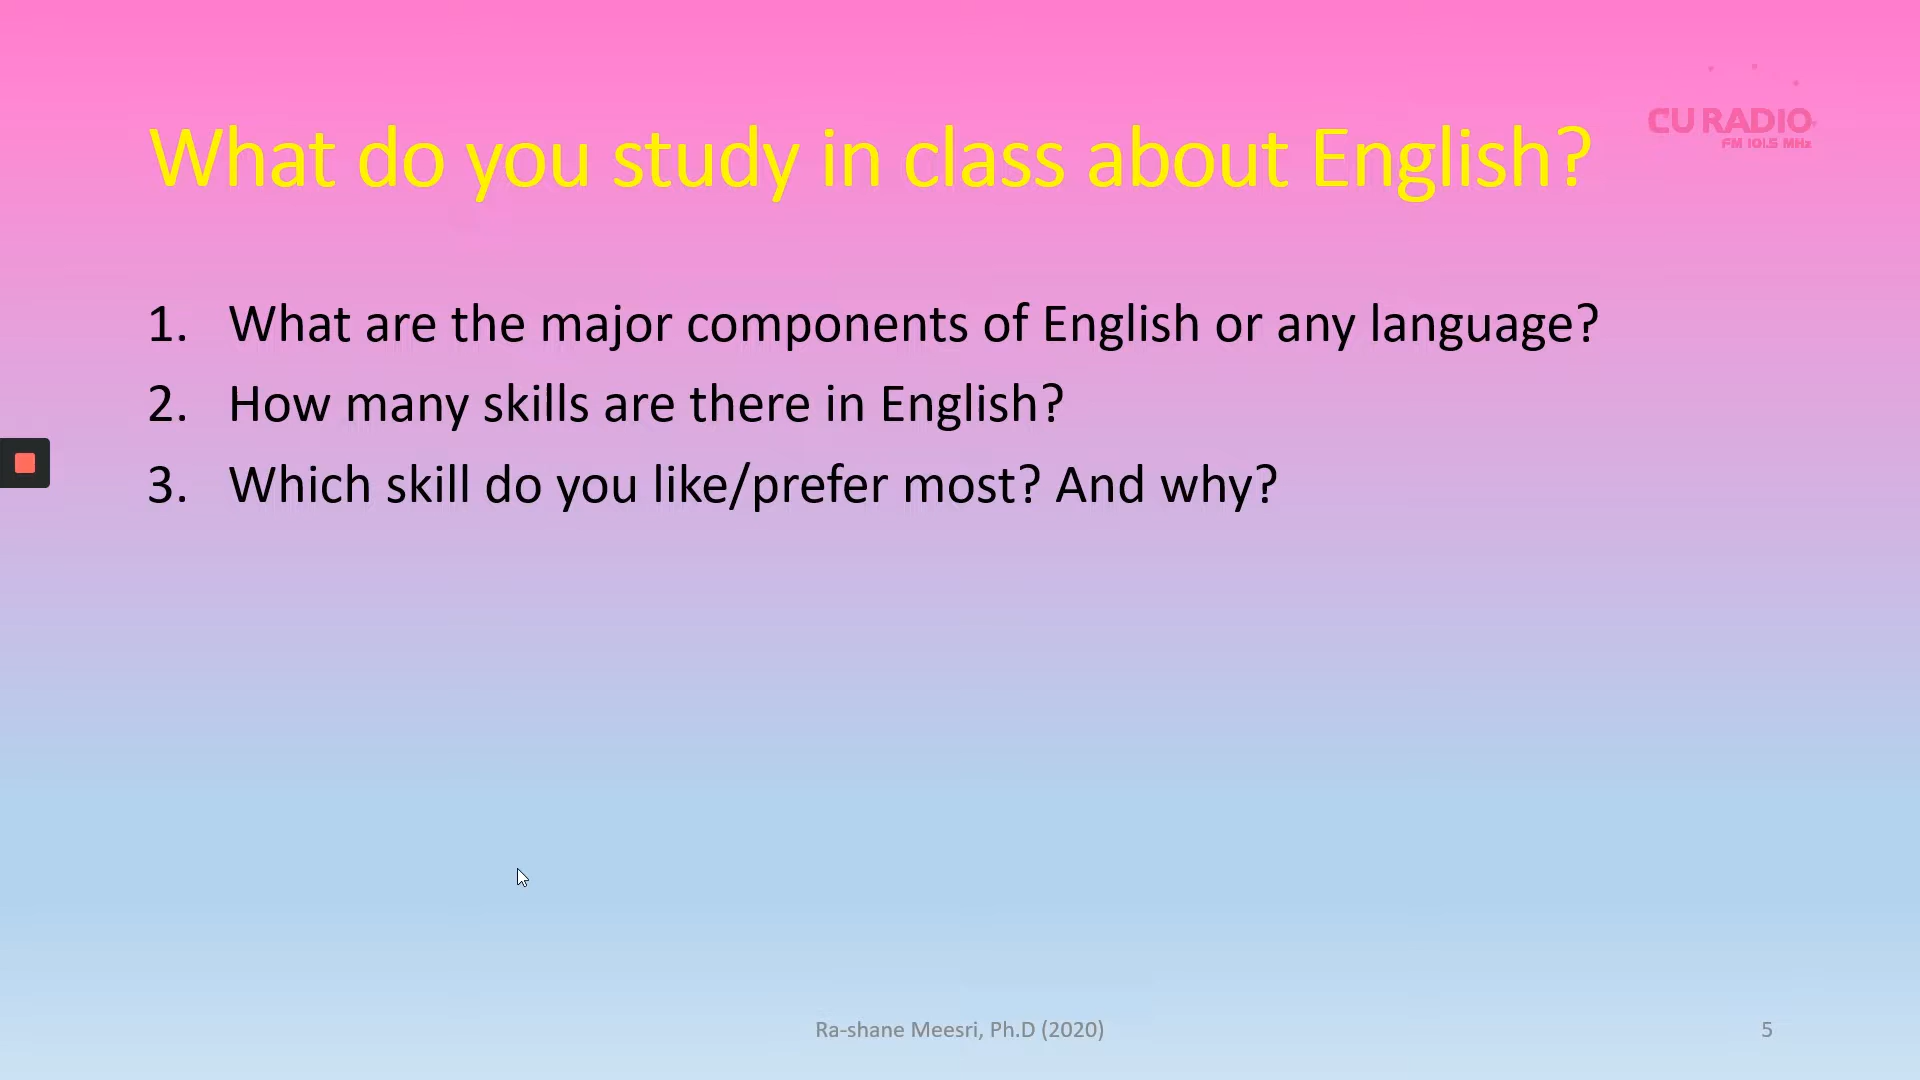 What do you study in class about English?
CU RADIO
FM 101.5 MHz
1. What are the major components of English or any language?
2. How many skills are there in English?
3. Which skill do you like/prefer most? And why?
Ra-shane Meesri, Ph.D (2020)
5